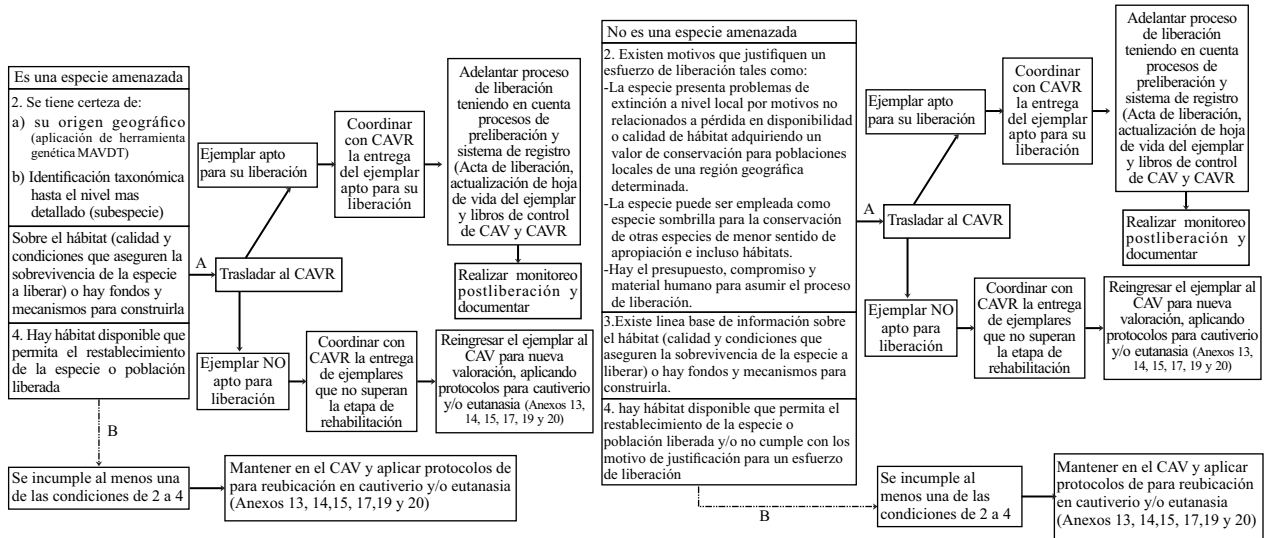 Es una especie amenazada
2. Se tiene certeza de:
a) su origen geográfico
(aplicación de herramienta
genética MAVDT)
b) Identificación taxonómica
hasta el nivel mas
detallado (subespecie)
Sobre el hábitat (calidad y
condiciones que aseguren la
sobrevivencia de la especie
a liberar) o hay fondos y
mecanismos para construirla
4. Hay hábitat disponible que
permita el restablecimiento
de la especie o población
liberada
B
Se incumple al menos una
de las condiciones de 2 a 4
Mantener en el CAV y aplicar protocolos de
para reubicación en cautiverio y/o eutanasia
(Anexos 13, 14,15, 17,19 y 20)
A
Trasladar al CAVR
Ejemplar apto
para su liberación
Coordinar
con CAVR
la entrega
del ejemplar
apto para su
liberación
Adelantar proceso
de liberación
teniendo en cuenta
procesos de
preliberación y
sistema de registro
(Acta de liberación,
actualización de hoja
de vida del ejemplar
y libros de control
de CAV y CAVR
Realizar monitoreo
postliberación y
documentar
Ejemplar NO
apto para
liberación
Coordinar con
CAVR la entrega
de ejemplares
que no superan
la etapa de
rehabilitación
Reingresar el ejemplar al
CAV para nueva
valoración, aplicando
protocolos para cautiverio
y/o eutanasia (Anexos 13,
14, 15, 17, 19 y 20)
No es una especie amenazada
2. Existen motivos que justifiquen un
esfuerzo de liberación tales como:
-La especie presenta problemas de
extinción a nivel local por motivos no
relacionados a pérdida en disponibilidad
o calidad de hábitat adquiriendo un
valor de conservación para poblaciones
locales de una región geográfica
determinada.
-La especie puede ser empleada como
especie sombrilla para la conservación
de otras especies de menor sentido de
apropiación e incluso hábitats.
-Hay el presupuesto, compromiso y
material humano para asumir el proceso
de liberación.
3.Existe linea base de información sobre
el hábitat (calidad y condiciones que
aseguren la sobrevivencia de la especie a
liberar) o hay fondos y mecanismos para
construirla.
4. hay hábitat disponible que permita el
restablecimiento de la especie o
población liberada y/o no cumple con los
motivo de justificación para un esfuerzo
de liberación
B
Se incumple al
menos una de las
condiciones de 2 a 4
Mantener en el CAV y aplicar
protocolos de para reubicación
en cautiverio y/o eutanasia
(Anexos 13, 14,15, 17,19 y 20)
A
Trasladar al CAVR
Ejemplar apto
para su liberación
Coordinar
con CAVR
la entrega del
ejemplar apto
para su
liberación
Adelantar proceso
de liberación
teniendo en cuenta
procesos de
preliberación y
sistema de registro
(Acta de liberación,
actualización de hoja
de vida del ejemplar
y libros de control
de CAV y CAVR
Realizar monitoreo
postliberación y
documentar
Ejemplar NO
apto para
liberación
Coordinar con
CAVR la entrega
de ejemplares
que no superan la
etapa de
rehabilitación
Reingresar el ejemplar al
CAV para nueva
valoración, aplicando
protocolos para cautiverio
y/o eutanasia (Anexos 13,
14, 15, 17, 19 y 20)